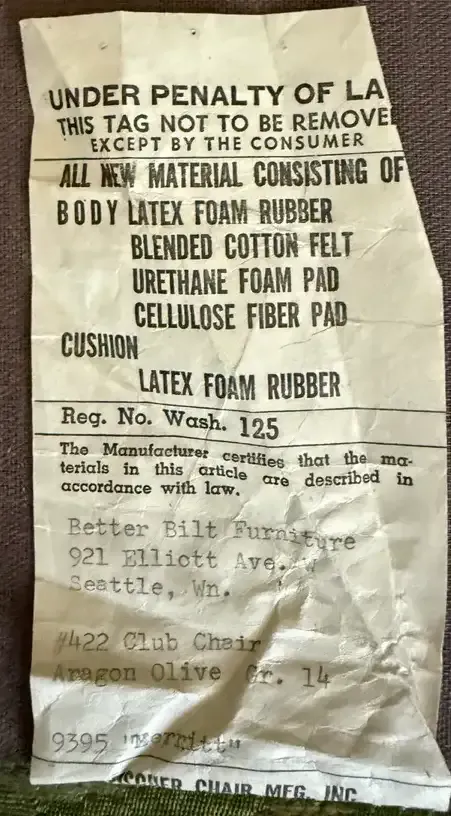 UNDER PENALTY OF LA
THIS TAG NOT TO BE REMOVE
EXCEPT BY THE CONSUMER
ALL NEW MATERIAL CONSISTING OF
BODY LATEX FOAM RUBBER
BLENDED COTTON FELT
URETHANE FOAM PAD
CELLULOSE FIBER PAD
CUSHION
LATEX FOAM RUBBER
Reg. No. Wash. 125
The Manufacturer certifies that the ma-
terials in this article are described in
accordance with law.
Better Bilt Furniture
921 Elliott Ave. W
Seattle, Wn.
#422 Club Chair
Aragon Olive Gr. 14
9395 "Merritt"
CHAIR MFG. INC